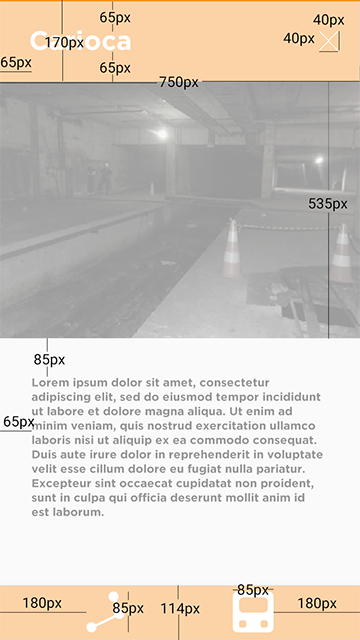 65px
40px
Carioca
170px
40px
65px
65px
750px
535px
85px
Lorem ipsum dolor sit amet, consectetur
adipiscing elit, sed do eiusmod tempor incididunt
ut labore et dolore magna aliqua. Ut enim ad
minim veniam, quis nostrud exercitation ullamco
65px
laboris nisi ut aliquip ex ea commodo consequat.
Duis aute irure dolor in reprehenderit in voluptate
velit esse cillum dolore eu fugiat nulla pariatur.
Excepteur sint occaecat cupidatat non proident,
sunt in culpa qui officia deserunt mollit anim id
est laborum.
85px
180px
85px
114px
180px